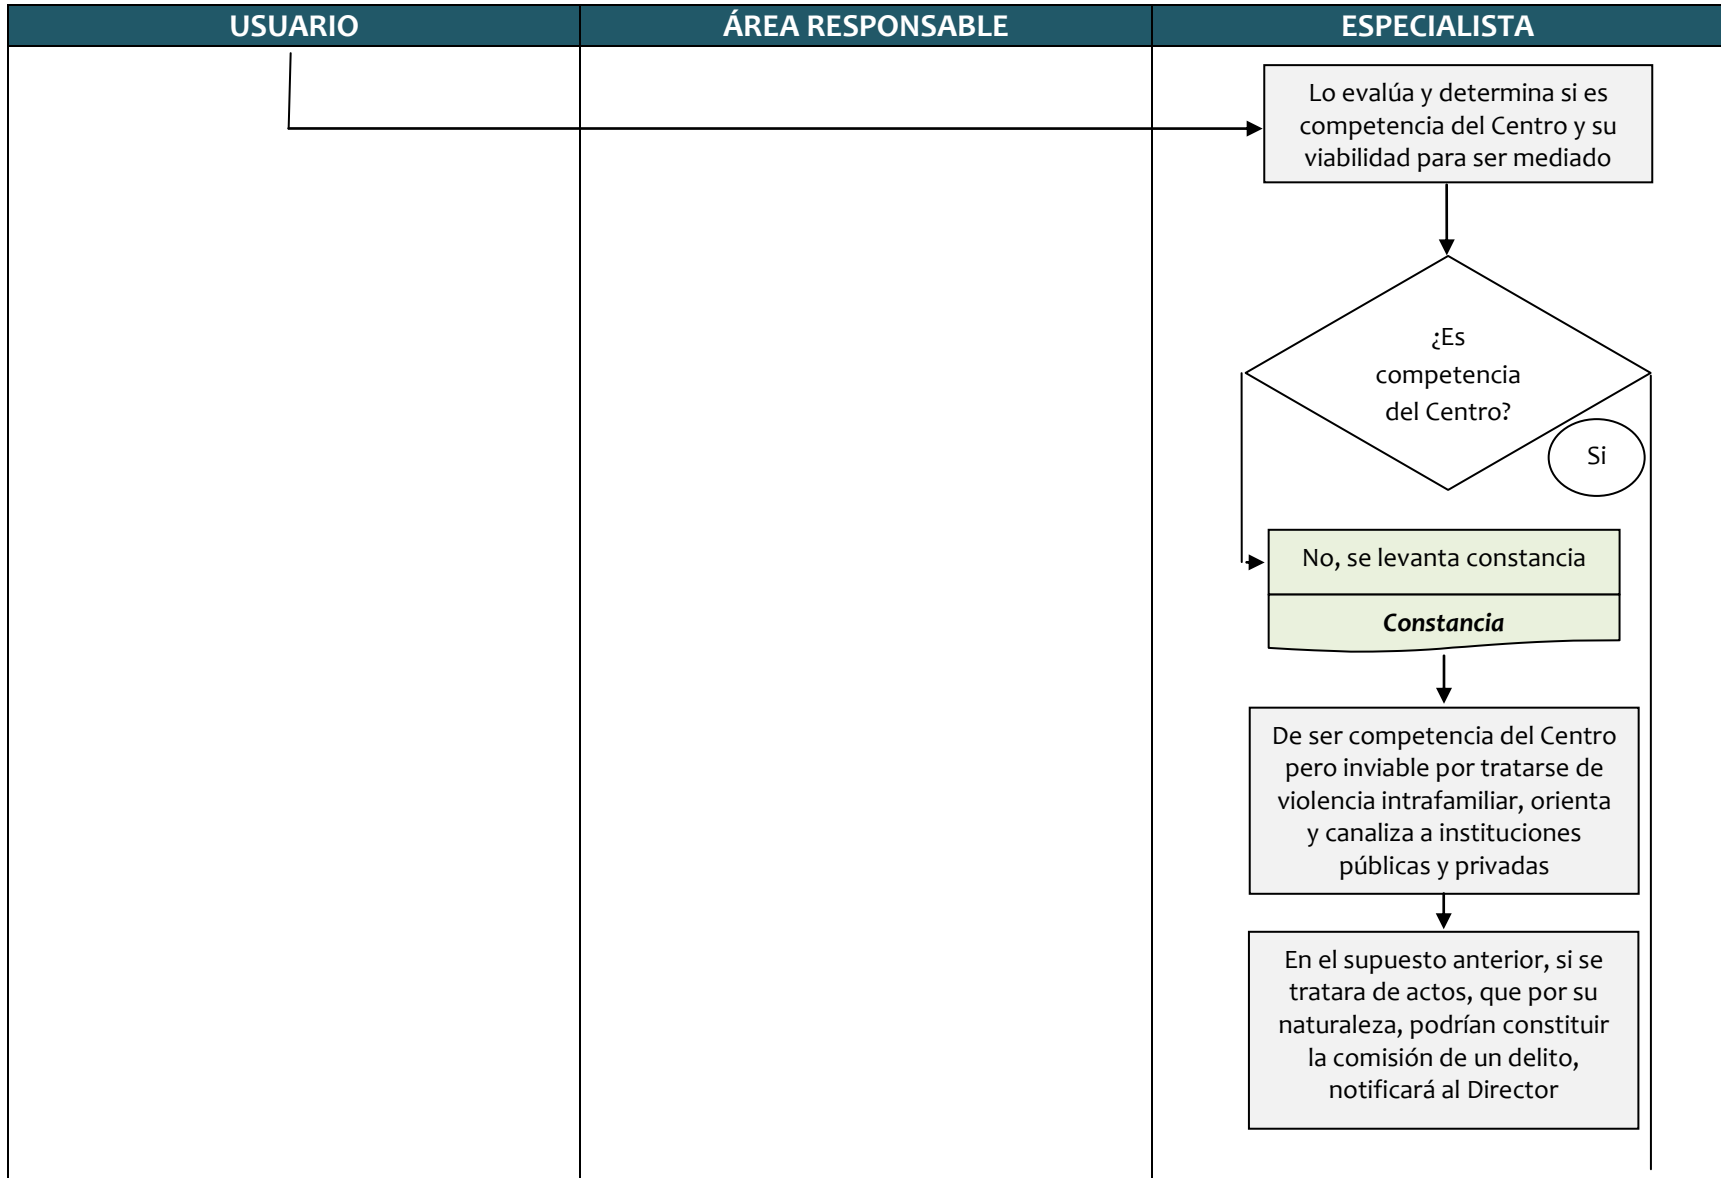 USUARIO
ÁREA RESPONSABLE
ESPECIALISTA
Lo evalúa y determina si es
competencia del Centro y su
viabilidad para ser mediado
¿Es
competencia
del Centro?
Si
No, se levanta constancia
Constancia
De ser competencia del Centro
pero inviable por tratarse de
violencia intrafamiliar, orienta
y canaliza a instituciones
públicas y privadas
En el supuesto anterior, si se
tratara de actos, que por su
naturaleza, podrían constituir
la comisión de un delito,
notificará al Director